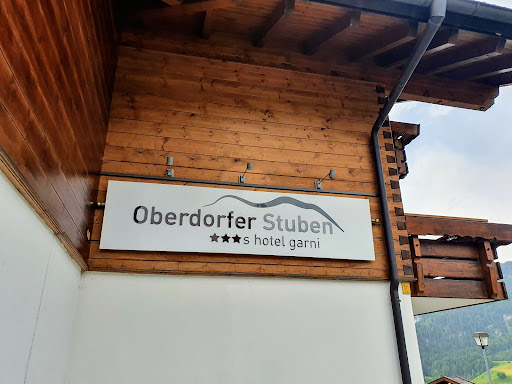 Oberdorfer Stuben
★★★s hotel garni